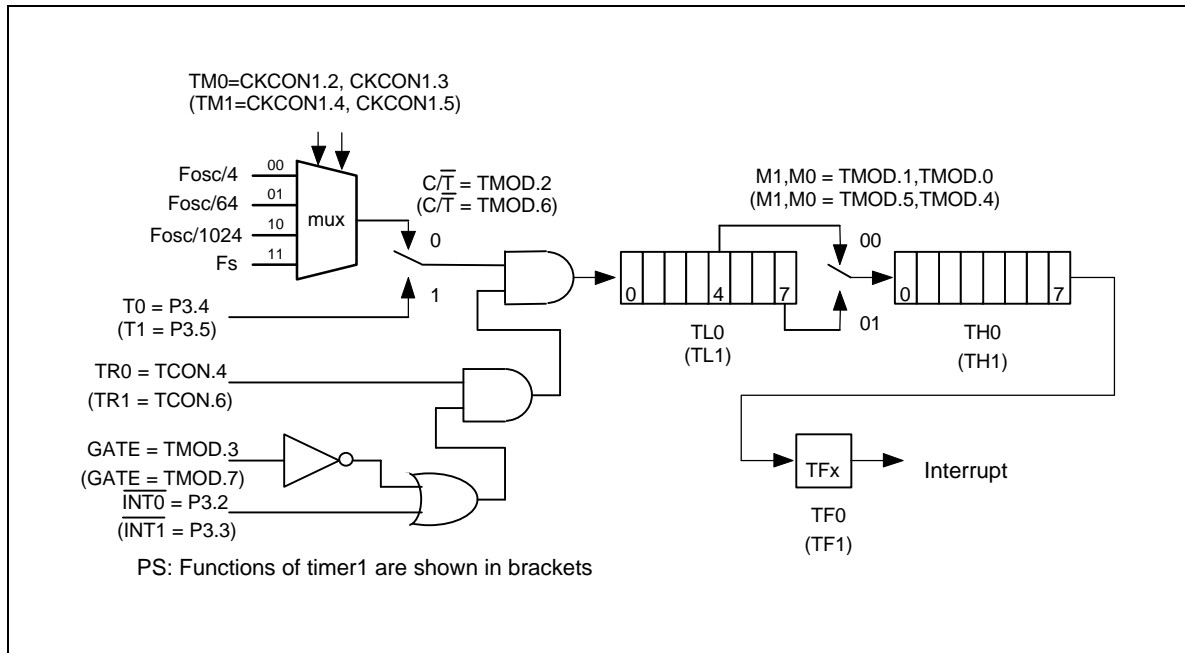 TM0=CKCON1.2, CKCON1.3
(TM1=CKCON1.4, CKCON1.5)
Fosc/4
00
Fosc/64
01
Fosc/1024
10
Fs
11
mux
C/T̅ = TMOD.2
(C/T̅ = TMOD.6)
0
1
T0 = P3.4
(T1 = P3.5)
TR0 = TCON.4
(TR1 = TCON.6)
GATE = TMOD.3
(GATE = TMOD.7)
I̅N̅T̅0̅ = P3.2
(I̅N̅T̅1̅ = P3.3)
M1,M0 = TMOD.1,TMOD.0
(M1,M0 = TMOD.5,TMOD.4)
00
01
0 4 7
TL0
(TL1)
0 7
TH0
(TH1)
TFx
Interrupt
TF0
(TF1)
PS: Functions of timer1 are shown in brackets